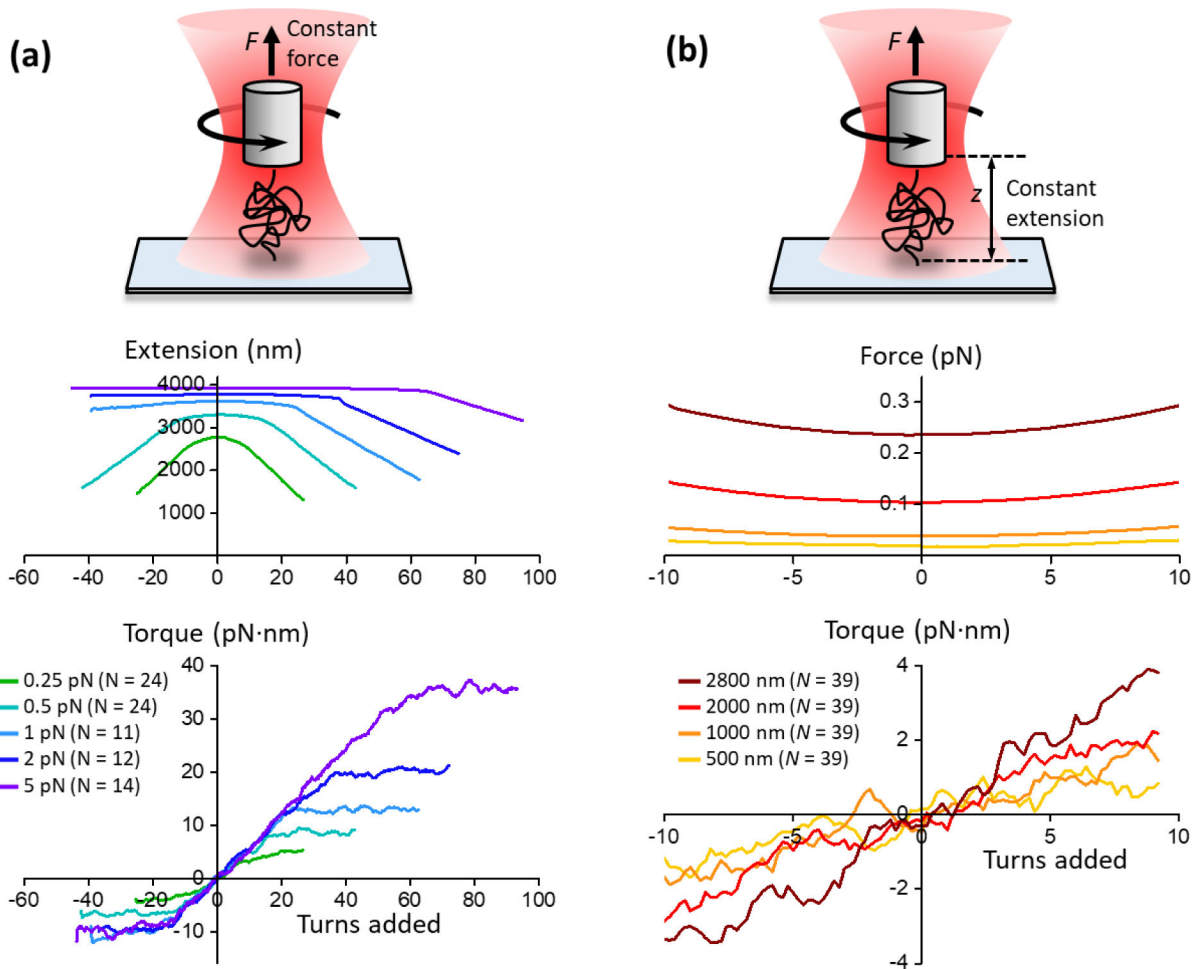 (a)
F
Constant
force
(b)
F
z
Constant
extension
Extension (nm)
4000
3000
2000
1000
-60 -40 -20 0 20 40 60 80 100
Force (pN)
0.3
0.2
0.1
-10 -5 0 5 10
Torque (pN·nm)
40
30
20
10
0
-10
-60 -40 -20 0 20 40 60 80 100
Turns added
0.25 pN (N = 24)
0.5 pN (N = 24)
1 pN (N = 11)
2 pN (N = 12)
5 pN (N = 14)
Torque (pN·nm)
4
2
0
-2
-4
-10 -5 0 5 10
Turns added
2800 nm (N = 39)
2000 nm (N = 39)
1000 nm (N = 39)
500 nm (N = 39)